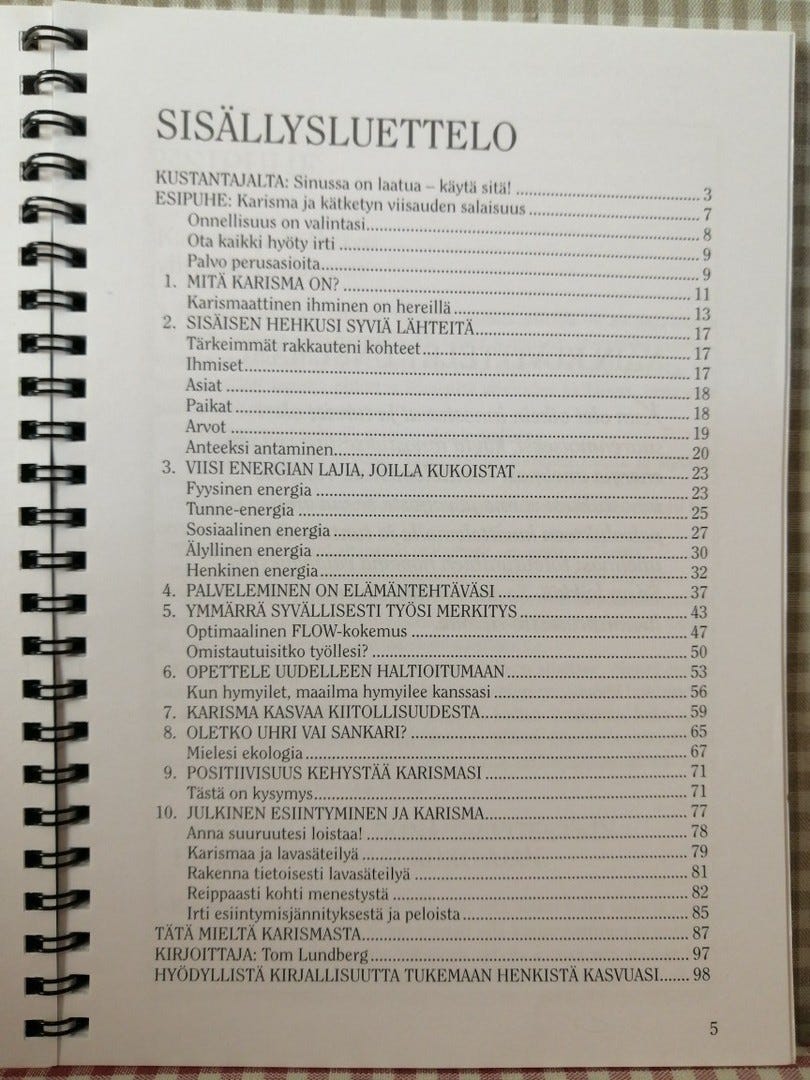 SISÄLLYSLUETTELO
KUSTANTAJALTA: Sinussa on laatua – käytä sitä! ........ 3
ESIPUHE: Karisma ja kätketyn viisauden salaisuus ........ 7
Onnellisuus on valintasi........ 8
Ota kaikki hyöty irti ........ 9
Palvo perusasioita........ 9
1. MITÄ KARISMA ON? ........ 11
Karismaattinen ihminen on hereillä ........ 13
2. SISÄISEN HEHKUSI SYVIÄ LÄHTEITÄ........ 17
Tärkeimmät rakkauteni kohteet ........ 17
Ihmiset........ 17
Asiat ........ 18
Paikat ........ 18
Arvot ........ 19
Anteeksi antaminen........ 20
3. VIISI ENERGIAN LAJIA, JOILLA KUKOISTAT ........ 23
Fyysinen energia ........ 23
Tunne-energia ........ 25
Sosiaalinen energia ........ 27
Älyllinen energia ........ 30
Henkinen energia........ 32
4. PALVELEMINEN ON ELÄMÄNTEHTÄVÄSI ........ 37
5. YMMÄRRÄ SYVÄLLISESTI TYÖSI MERKITYS ........ 43
Optimaalinen FLOW-kokemus ........ 47
Omistautuisitko työllesi? ........ 50
6. OPETTELE UUDELLEEN HALTIOITUMAAN........ 53
Kun hymyilet, maailma hymyilee kanssasi ........ 56
7. KARISMA KASVAA KIITOLLISUUDESTA........ 59
8. OLETKO UHRI VAI SANKARI? ........ 65
Mielesi ekologia ........ 67
9. POSITIIVISUUS KEHYSTÄÄ KARISMASI ........ 71
Tästä on kysymys........ 71
10. JULKINEN ESIINTYMINEN JA KARISMA........ 77
Anna suuruutesi loistaa! ........ 78
Karismaa ja lavasäteilyä ........ 79
Rakenna tietoisesti lavasäteilyä ........ 81
Reippaasti kohti menestystä ........ 82
Irti esiintymisjännityksestä ja peloista ........ 85
TÄTÄ MIELTÄ KARISMASTA........ 87
KIRJOITTAJA: Tom Lundberg........ 97
HYÖDYLLISTÄ KIRJALLISUUTTA TUKEMAAN HENKISTÄ KASVUASI....... 98
5